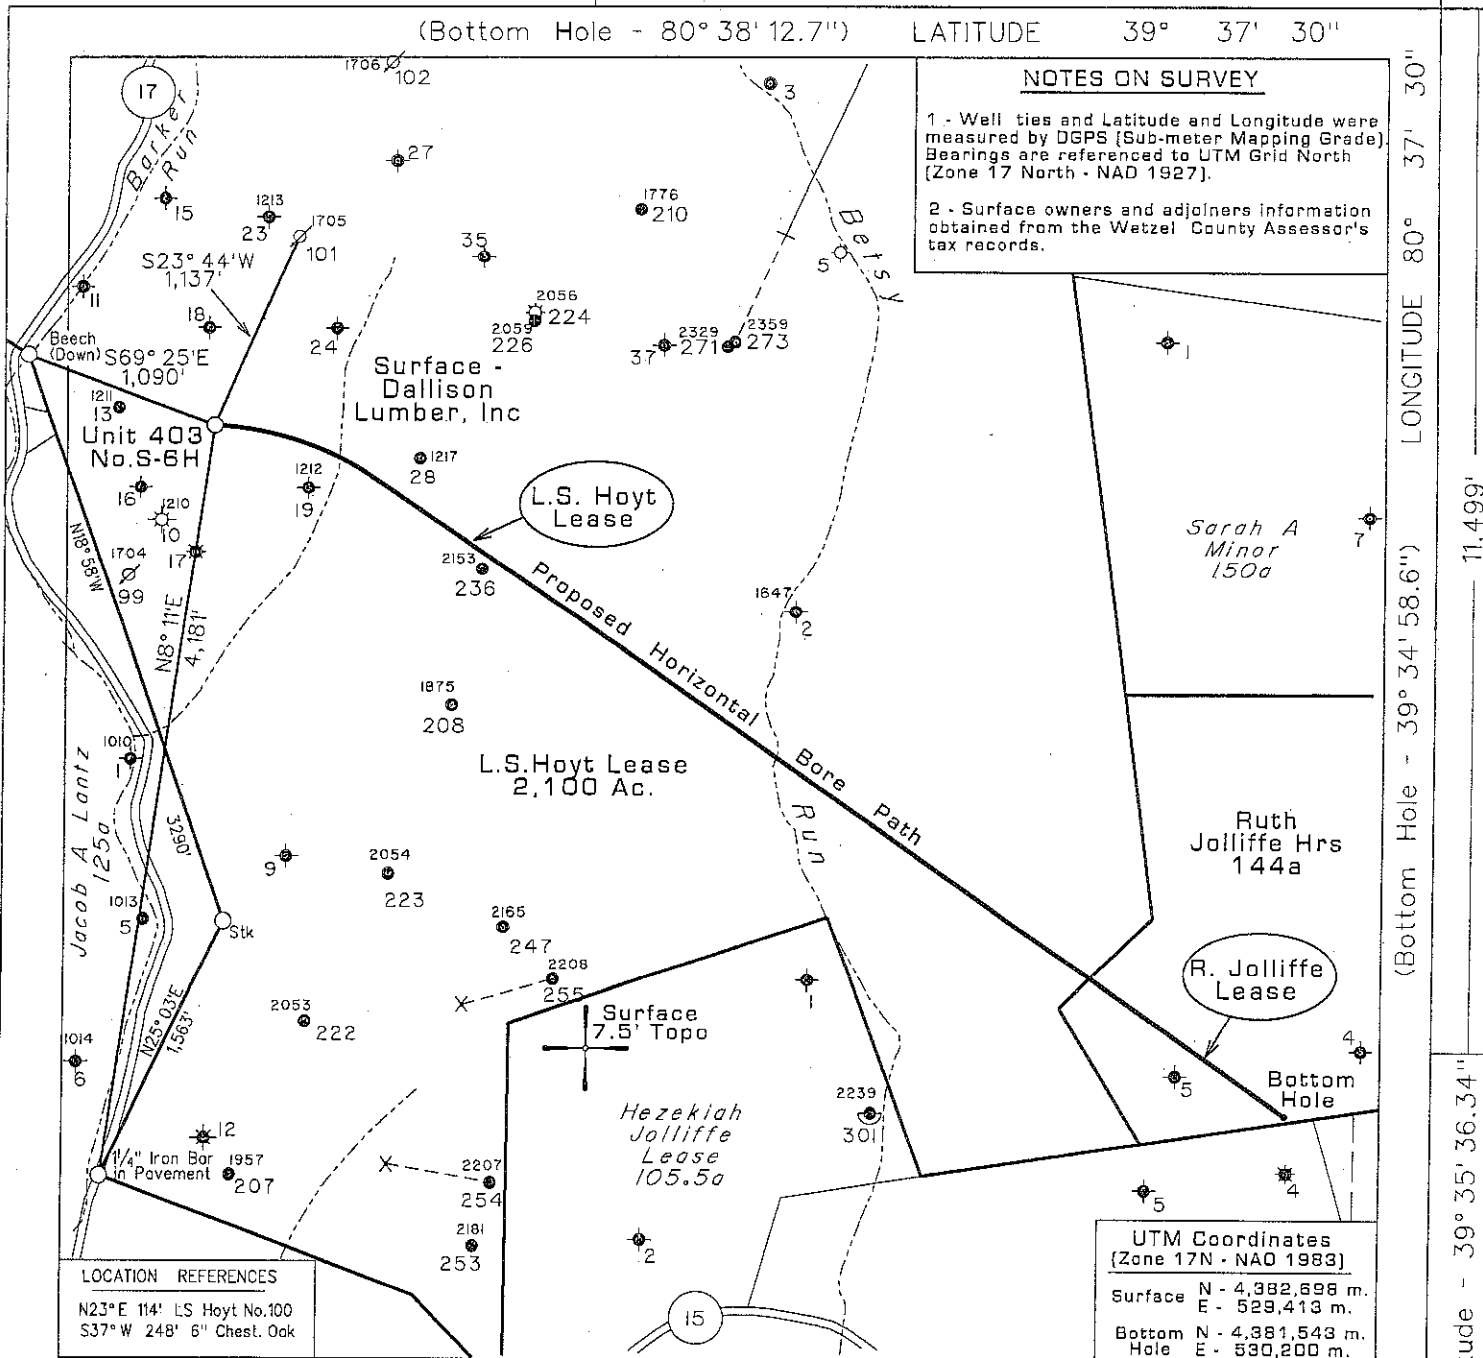 (Bottom Hole - 80° 38' 12.7") LATITUDE 39° 37' 30"
NOTES ON SURVEY
1 - Well ties and Latitude and Longitude were
measured by DGPS (Sub-meter Mapping Grade)
Bearings are referenced to UTM Grid North
(Zone 17 North - NAD 1927).
2 - Surface owners and adjoiners information
obtained from the Wetzel County Assessor's
tax records.
LONGITUDE 80° 37' 30"
(Bottom Hole - 39° 34' 58.6")
11,499'
tude - 39° 35' 36.34"
17
Barker
Run
1706
102
3
27
15
1213
23
1705
101
1776
210
35
S23° 44'W
1,137'
Betsy
5
11
18
24
2056
224
2059
226
37
2329
271
2359
273
1
Beech
(Down)
S69° 25'E
1,090'
Surface -
Dallison
Lumber, Inc
1211
13
Unit 403
No.S-6H
1217
28
16
1212
19
L.S. Hoyt
Lease
1210
10
17
Sarah A
Minor
150a
7
N18° 58'W
1704
99
2153
236
Proposed Horizontal Bore Path
1647
2
N8° 11'E
4,181'
1875
208
1010
1
L.S.Hoyt Lease
2,100 Ac.
Jacob A Lantz
125a
3290'
Run
Ruth
Jolliffe Hrs
144a
9
2054
223
1013
5
Stk
2165
247
2208
255
1
R. Jolliffe
Lease
2053
222
Surface
7.5' Topo
N25° 03'E
1,563'
1014
6
4
5
Bottom
Hole
Hezekiah
Jolliffe
Lease
105.5a
2239
301
12
1¼" Iron Bar
in Pavement
1957
207
2207
254
5
4
2181
253
2
15
LOCATION REFERENCES
N23°E 114' LS Hoyt No.100
S37°W 248' 6" Chest. Oak
UTM Coordinates
(Zone 17N - NAD 1983)
Surface N - 4,382,698 m.
E - 529,413 m.
Bottom N - 4,381,543 m.
Hole E - 530,200 m.